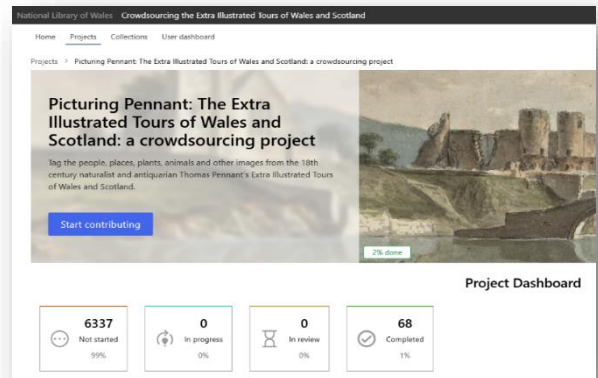 National Library of Wales Crowdsourcing the Extra Illustrated Tours of Wales and Scotland
Home Projects Collections User dashboard
Projects > Picturing Pennant: The Extra Illustrated Tours of Wales and Scotland: a crowdsourcing project
Picturing Pennant: The Extra
Illustrated Tours of Wales and
Scotland: a crowdsourcing project
Tag the people, places, plants, animals and other images from the 18th
century naturalist and antiquarian Thomas Pennant's Extra Illustrated Tours
of Wales and Scotland.
Start contributing
2% done
Project Dashboard
6337
Not started
99%
0
In progress
0%
0
In review
0%
68
Completed
1%